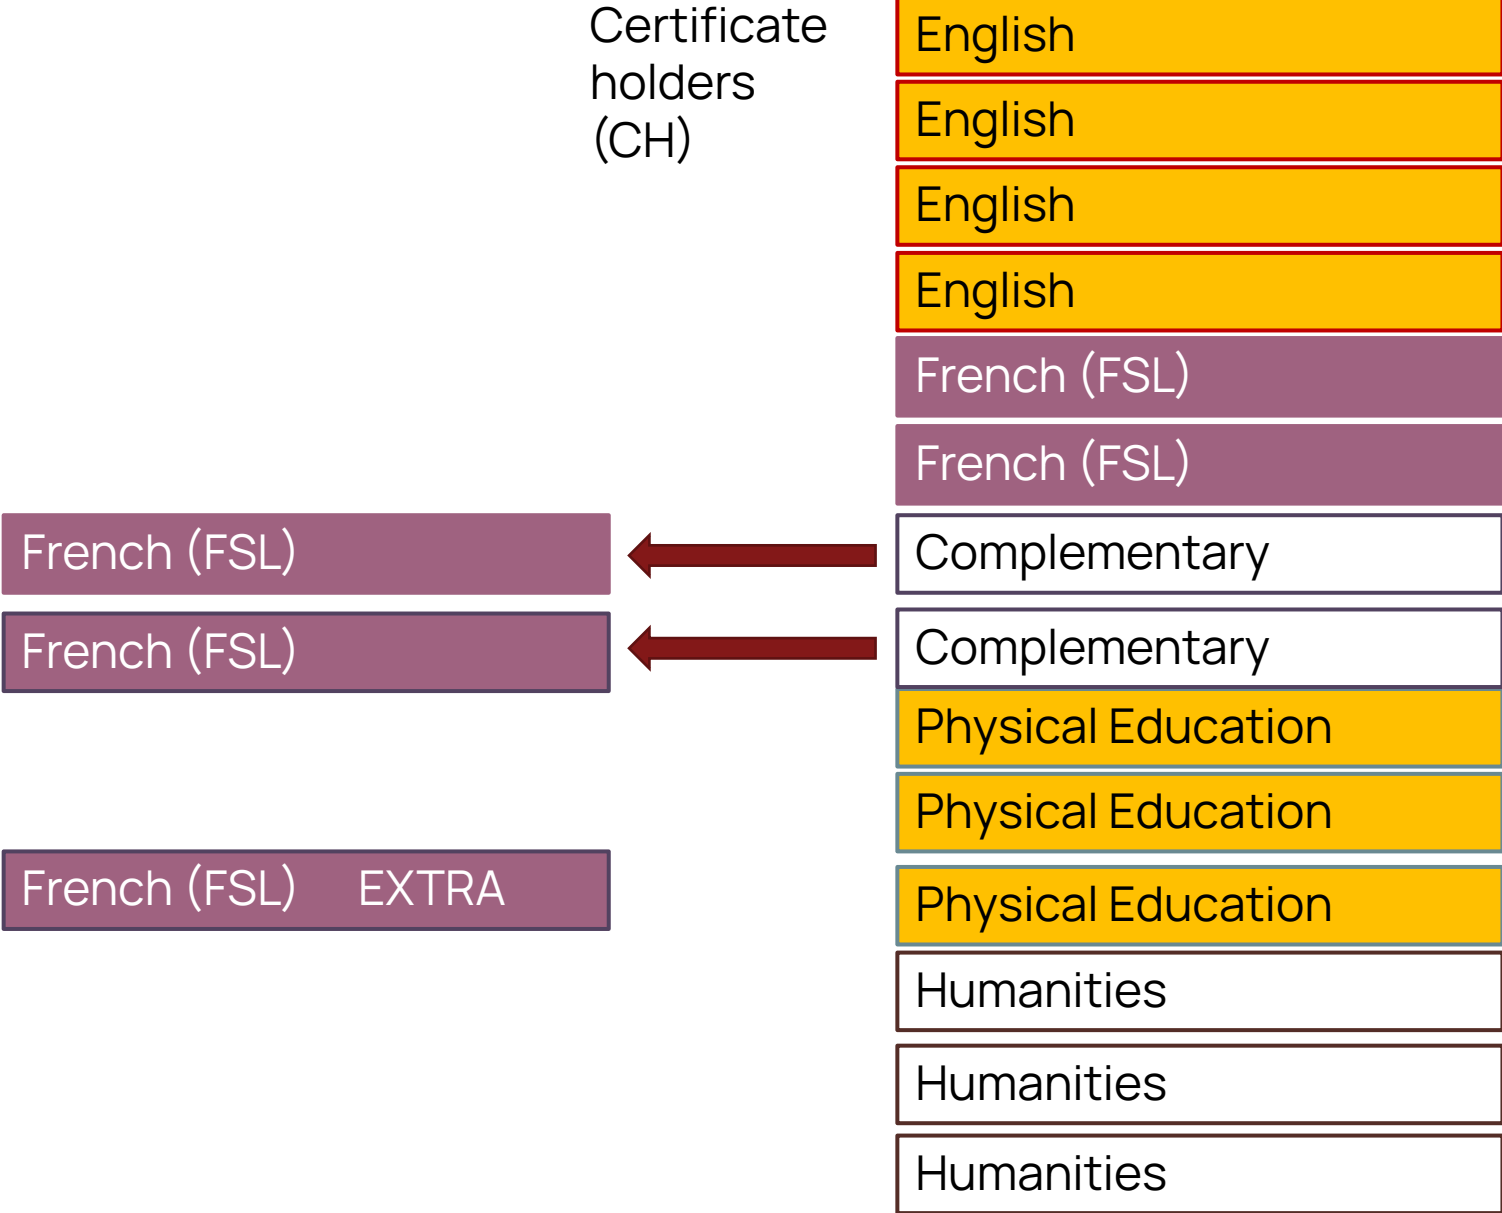 Certificate
holders
(CH)
English
English
English
English
French (FSL)
French (FSL)
French (FSL)
Complementary
French (FSL)
Complementary
Physical Education
Physical Education
French (FSL) EXTRA
Physical Education
Humanities
Humanities
Humanities